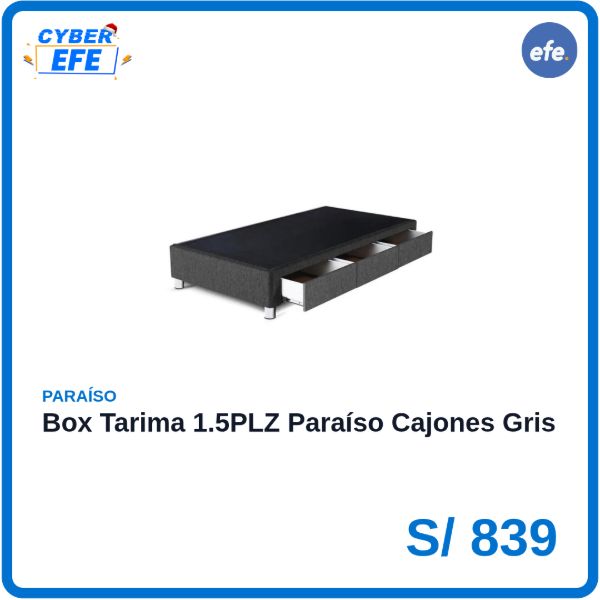 CYBER
EFE
efe.
PARAÍSO
Box Tarima 1.5PLZ Paraíso Cajones Gris
S/ 839